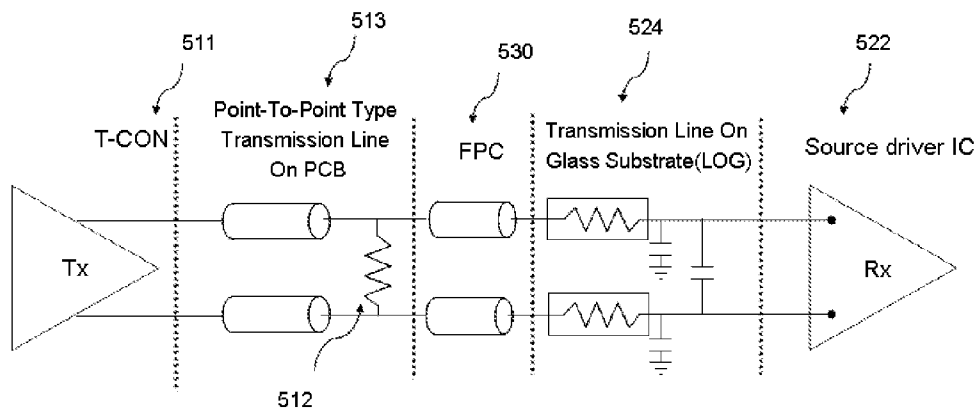 511
513
530
524
522
T-CON
Point-To-Point Type
Transmission Line
On PCB
FPC
Transmission Line On
Glass Substrate(LOG)
Source driver IC
Tx
Rx
512